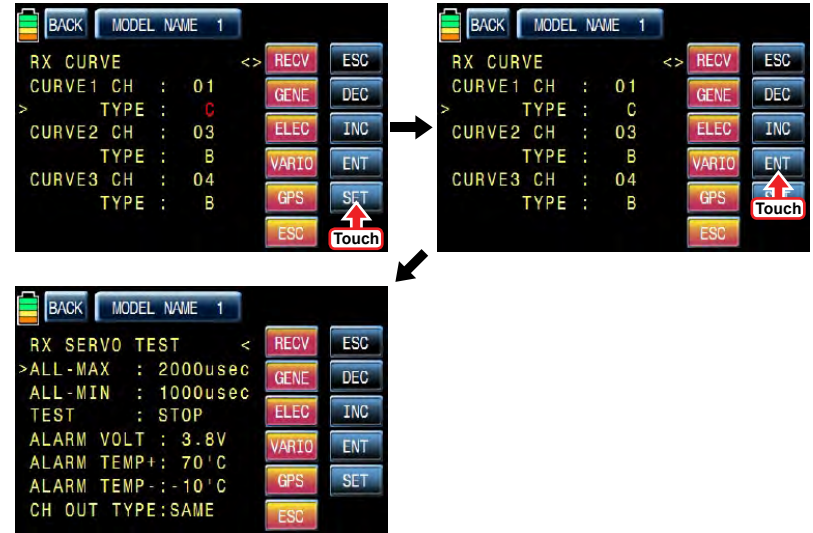 BACK MODEL NAME 1
RX CURVE <> RECV ESC
CURVE1 CH : 01 GENE DEC
> TYPE : C
CURVE2 CH : 03 ELEC INC
TYPE : B VARIO ENT
CURVE3 CH : 04
TYPE : B GPS SET
ESC Touch
BACK MODEL NAME 1
RX CURVE <> RECV ESC
CURVE1 CH : 01 GENE DEC
> TYPE : C
CURVE2 CH : 03 ELEC INC
TYPE : B VARIO ENT
CURVE3 CH : 04
TYPE : B GPS Touch
ESC
BACK MODEL NAME 1
RX SERVO TEST < RECV ESC
>ALL-MAX : 2000usec GENE DEC
ALL-MIN : 1000usec
TEST : STOP ELEC INC
ALARM VOLT : 3.8V VARIO ENT
ALARM TEMP+: 70'C
ALARM TEMP-:-10'C GPS SET
CH OUT TYPE:SAME ESC